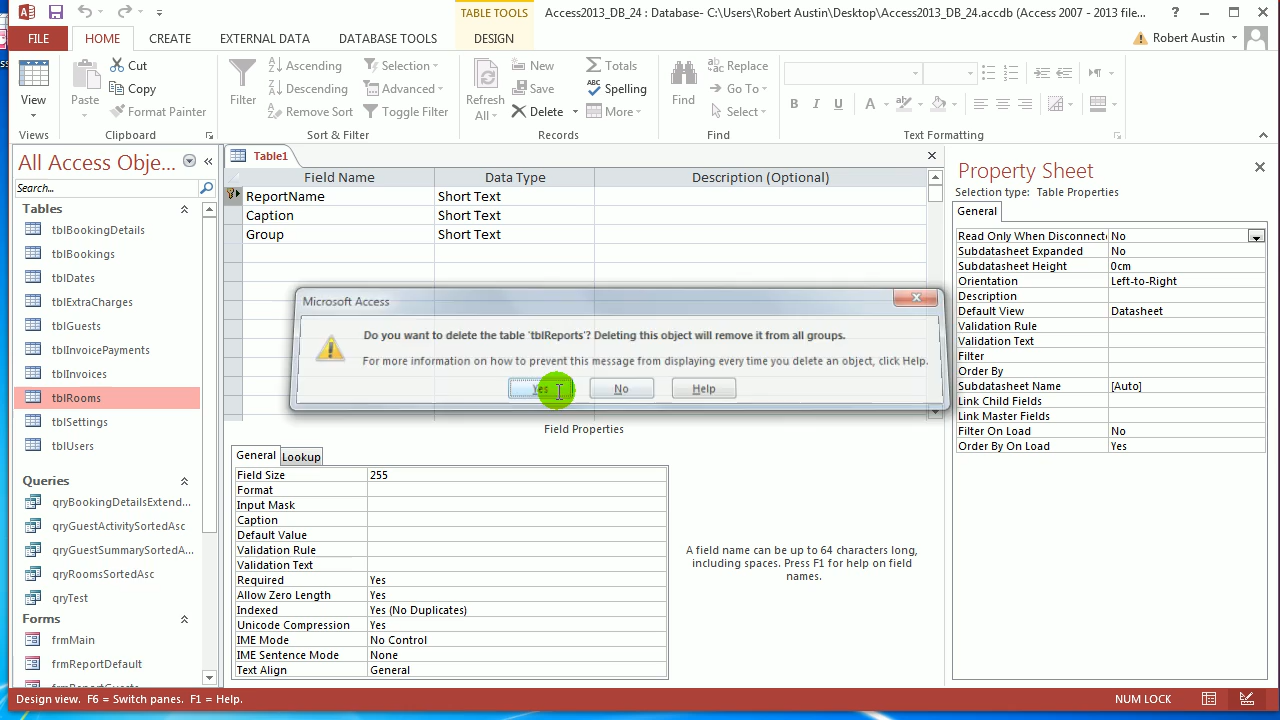 TABLE TOOLS
Access2013_DB_24 : Database- C:\Users\Robert Austin\Desktop\Access2013_DB_24.accdb (Access 2007 - 2013 file...
?
FILE HOME CREATE EXTERNAL DATA DATABASE TOOLS DESIGN
Robert Austin
View
Views
Paste
Cut
Copy
Format Painter
Clipboard
Filter
Ascending
Descending
Remove Sort
Selection
Advanced
Toggle Filter
Sort & Filter
Refresh
All
New
Save
Delete
Totals
Spelling
More
Records
Find
Replace
Go To
Select
Find
B I U A
Text Formatting
All Access Obje...
Search...
Tables
tblBookingDetails
tblBookings
tblDates
tblExtraCharges
tblGuests
tblInvoicePayments
tblInvoices
tblRooms
tblSettings
tblUsers
Queries
qryBookingDetailsExtend...
qryGuestActivitySortedAsc
qryGuestSummarySortedA...
qryRoomsSortedAsc
qryTest
Forms
frmMain
frmReportDefault
frmReportGuests
Table1
Field Name Data Type Description (Optional)
ReportName Short Text
Caption Short Text
Group Short Text
Microsoft Access
Do you want to delete the table 'tblReports'? Deleting this object will remove it from all groups.
For more information on how to prevent this message from displaying every time you delete an object, click Help.
Yes No Help
Field Properties
General Lookup
Field Size 255
Format
Input Mask
Caption
Default Value
Validation Rule
Validation Text
Required Yes
Allow Zero Length Yes
Indexed Yes (No Duplicates)
Unicode Compression Yes
IME Mode No Control
IME Sentence Mode None
Text Align General
A field name can be up to 64 characters long,
including spaces. Press F1 for help on field
names.
Property Sheet
Selection type: Table Properties
General
Read Only When Disconnecte No
Subdatasheet Expanded No
Subdatasheet Height 0cm
Orientation Left-to-Right
Description
Default View Datasheet
Validation Rule
Validation Text
Filter
Order By
Subdatasheet Name [Auto]
Link Child Fields
Link Master Fields
Filter On Load No
Order By On Load Yes
Design view. F6 = Switch panes. F1 = Help.
NUM LOCK